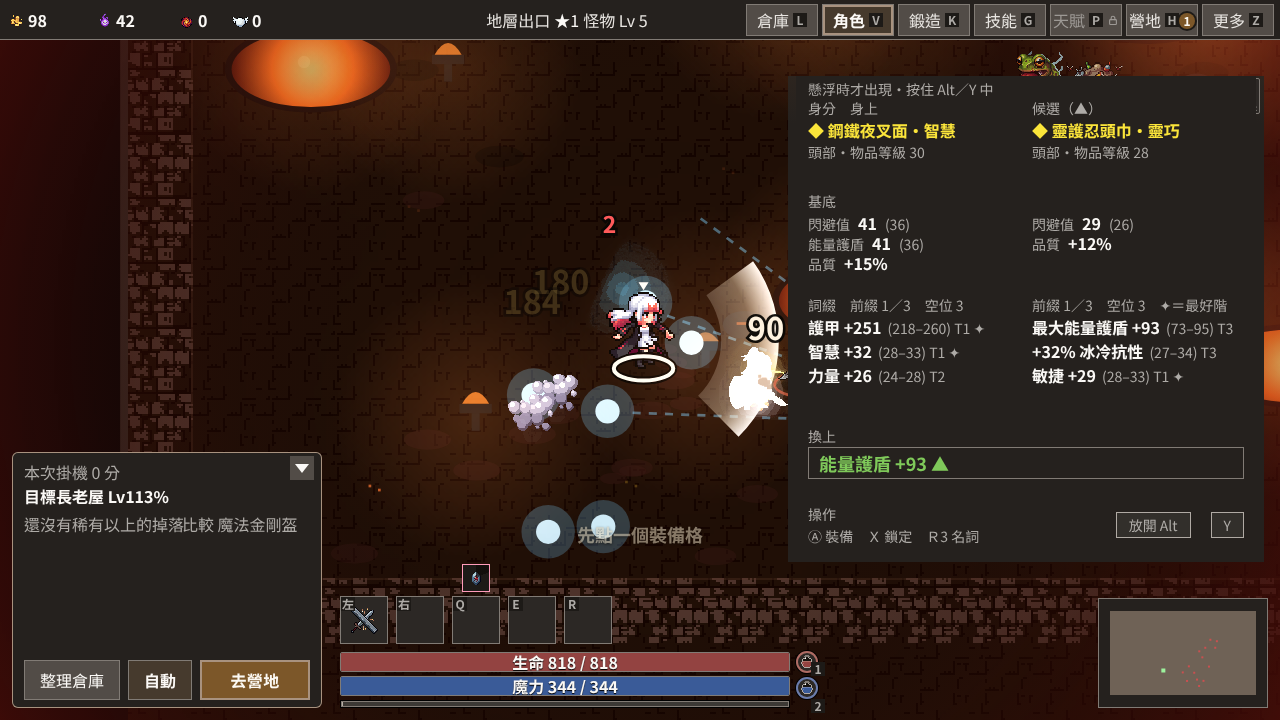 98
42
0
0
地層出口 ★1 怪物 Lv 5
倉庫 L
角色 V
鍛造 K
技能 G
天賦 P
營地 H 1
更多 Z
懸浮時才出現・按住 Alt／Y 中
身分 身上
候選（▲）
◆ 鋼鐵夜叉面・智慧
◆ 靈護忍頭巾・靈巧
頭部・物品等級 30
頭部・物品等級 28
基底
閃避值 41 (36)
閃避值 29 (26)
能量護盾 41 (36)
品質 +12%
品質 +15%
詞綴 前綴 1／3 空位 3
前綴 1／3 空位 3 ✦＝最好階
護甲 +251 (218–260) T1 ✦
最大能量護盾 +93 (73–95) T3
智慧 +32 (28–33) T1 ✦
+32% 冰冷抗性 (27–34) T3
力量 +26 (24–28) T2
敏捷 +29 (28–33) T1 ✦
換上
能量護盾 +93 ▲
操作
Ⓐ 裝備 X 鎖定 R3 名詞
放開 Alt
Y
2
180
184
90
先點一個裝備格
本次掛機 0 分
目標長老屋 Lv113%
還沒有稀有以上的掉落比較 魔法金剛盔
整理倉庫
自動
去營地
左
右
Q
E
R
生命 818 / 818
1
魔力 344 / 344
2